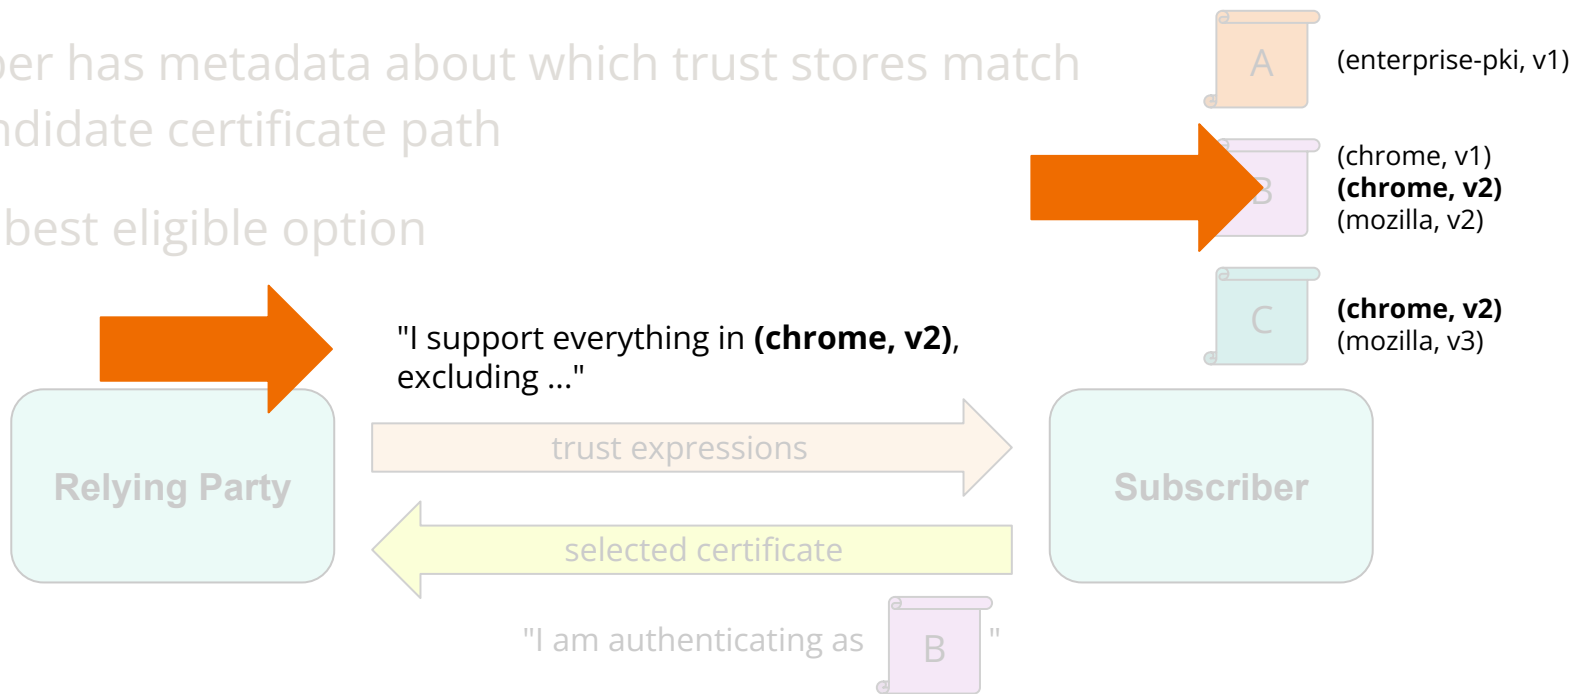 ber has metadata about which trust stores match
ndidate certificate path
best eligible option
A
(enterprise-pki, v1)
B
(chrome, v1)
(chrome, v2)
(mozilla, v2)
C
(chrome, v2)
(mozilla, v3)
"I support everything in (chrome, v2),
excluding ..."
trust expressions
Relying Party
Subscriber
selected certificate
"I am authenticating as B "